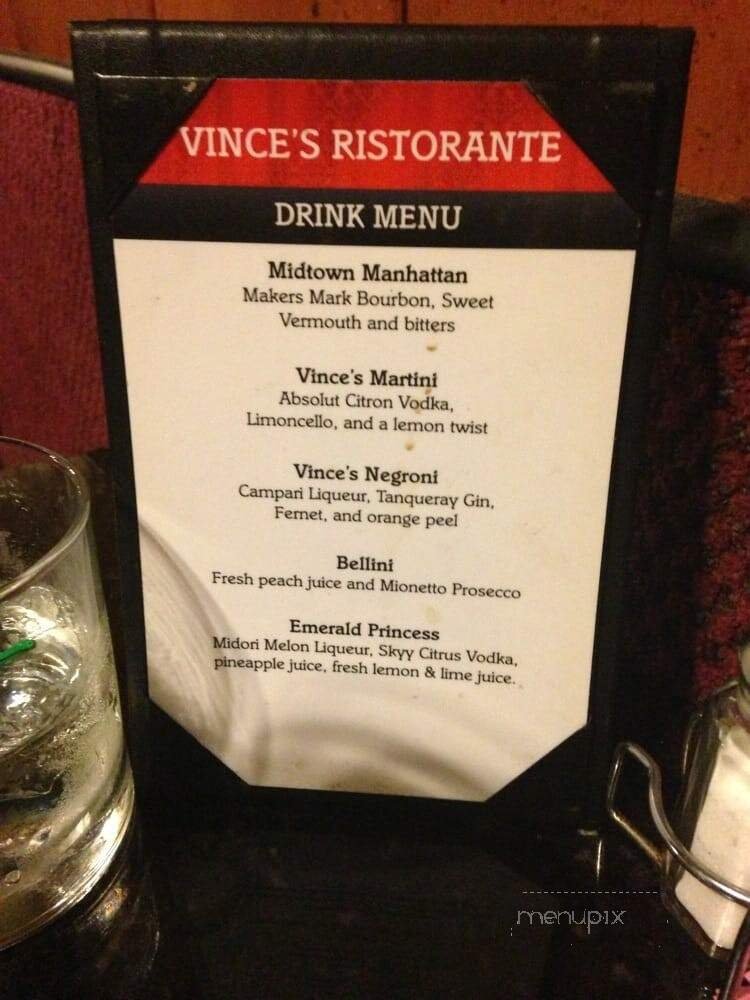 VINCE'S RISTORANTE
DRINK MENU
Midtown Manhattan
Makers Mark Bourbon, Sweet
Vermouth and bitters
Vince's Martini
Absolut Citron Vodka,
Limoncello, and a lemon twist
Vince's Negroni
Campari Liqueur, Tanqueray Gin,
Fernet, and orange peel
Bellini
Fresh peach juice and Mionetto Prosecco
Emerald Princess
Midori Melon Liqueur, Skyy Citrus Vodka,
pineapple juice, fresh lemon & lime juice.
menupix